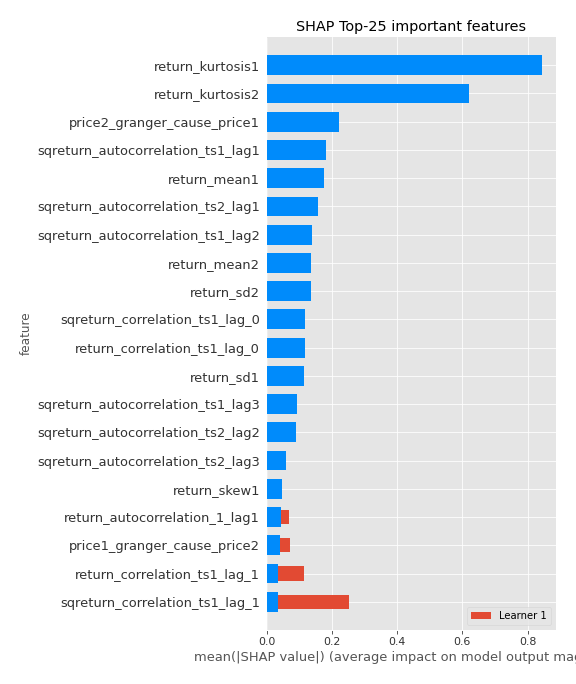 SHAP Top-25 important features
return_kurtosis1
return_kurtosis2
price2_granger_cause_price1
sqreturn_autocorrelation_ts1_lag1
return_mean1
sqreturn_autocorrelation_ts2_lag1
sqreturn_autocorrelation_ts1_lag2
return_mean2
return_sd2
sqreturn_correlation_ts1_lag_0
return_correlation_ts1_lag_0
return_sd1
sqreturn_autocorrelation_ts1_lag3
sqreturn_autocorrelation_ts2_lag2
sqreturn_autocorrelation_ts2_lag3
return_skew1
return_autocorrelation_1_lag1
price1_granger_cause_price2
return_correlation_ts1_lag_1
sqreturn_correlation_ts1_lag_1
feature
Learner 1
0.0 0.2 0.4 0.6 0.8
mean(|SHAP value|) (average impact on model output mag